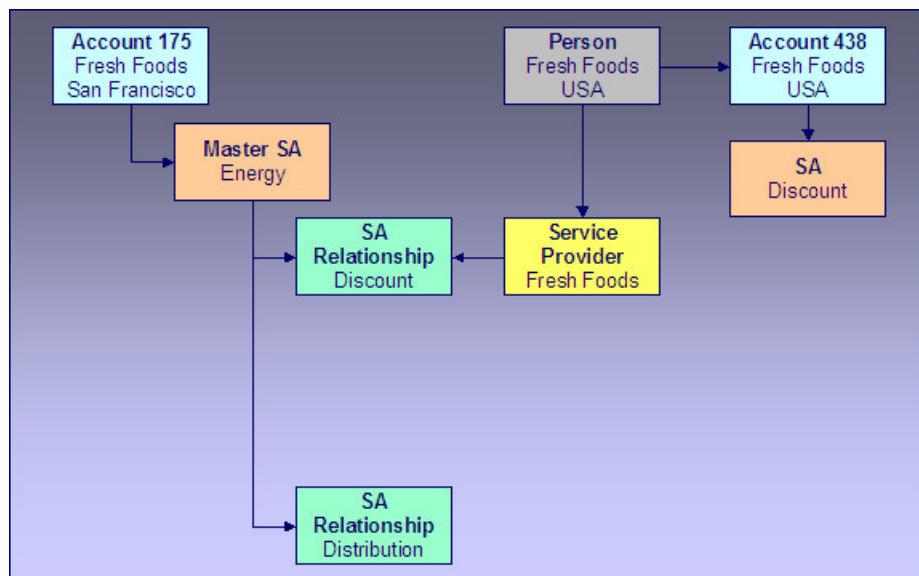 Account 175
Fresh Foods
San Francisco
Person
Fresh Foods
USA
Account 438
Fresh Foods
USA
Master SA
Energy
SA
Discount
SA
Relationship
Discount
Service
Provider
Fresh Foods
SA
Relationship
Distribution